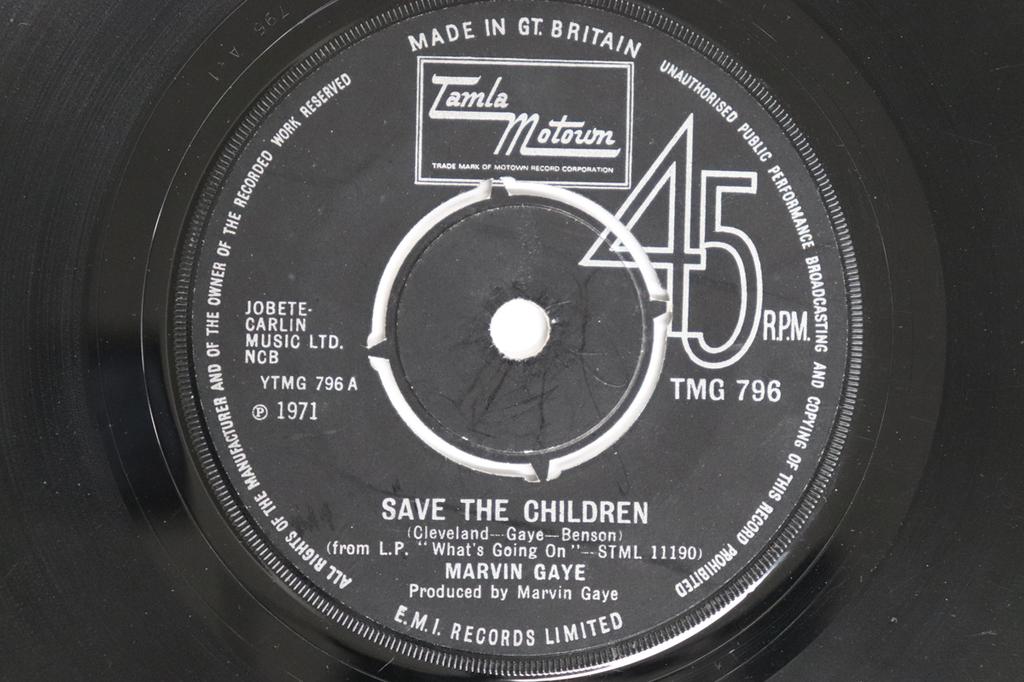 MADE IN GT. BRITAIN
Tamla
Motown
TRADE MARK OF MOTOWN RECORD CORPORATION
UNAUTHORISED PUBLIC PERFORMANCE BROADCASTING AND COPYING OF THIS RECORD PROHIBITED
ALL RIGHTS OF THE MANUFACTURER AND OF THE OWNER OF THE RECORDED WORK RESERVED
45
R.P.M.
JOBETE-
CARLIN
MUSIC LTD.
NCB
YTMG 796 A
℗ 1971
TMG 796
SAVE THE CHILDREN
(Cleveland—Gaye—Benson)
(from L.P. "What's Going On"—STML 11190)
MARVIN GAYE
Produced by Marvin Gaye
E.M.I. RECORDS LIMITED